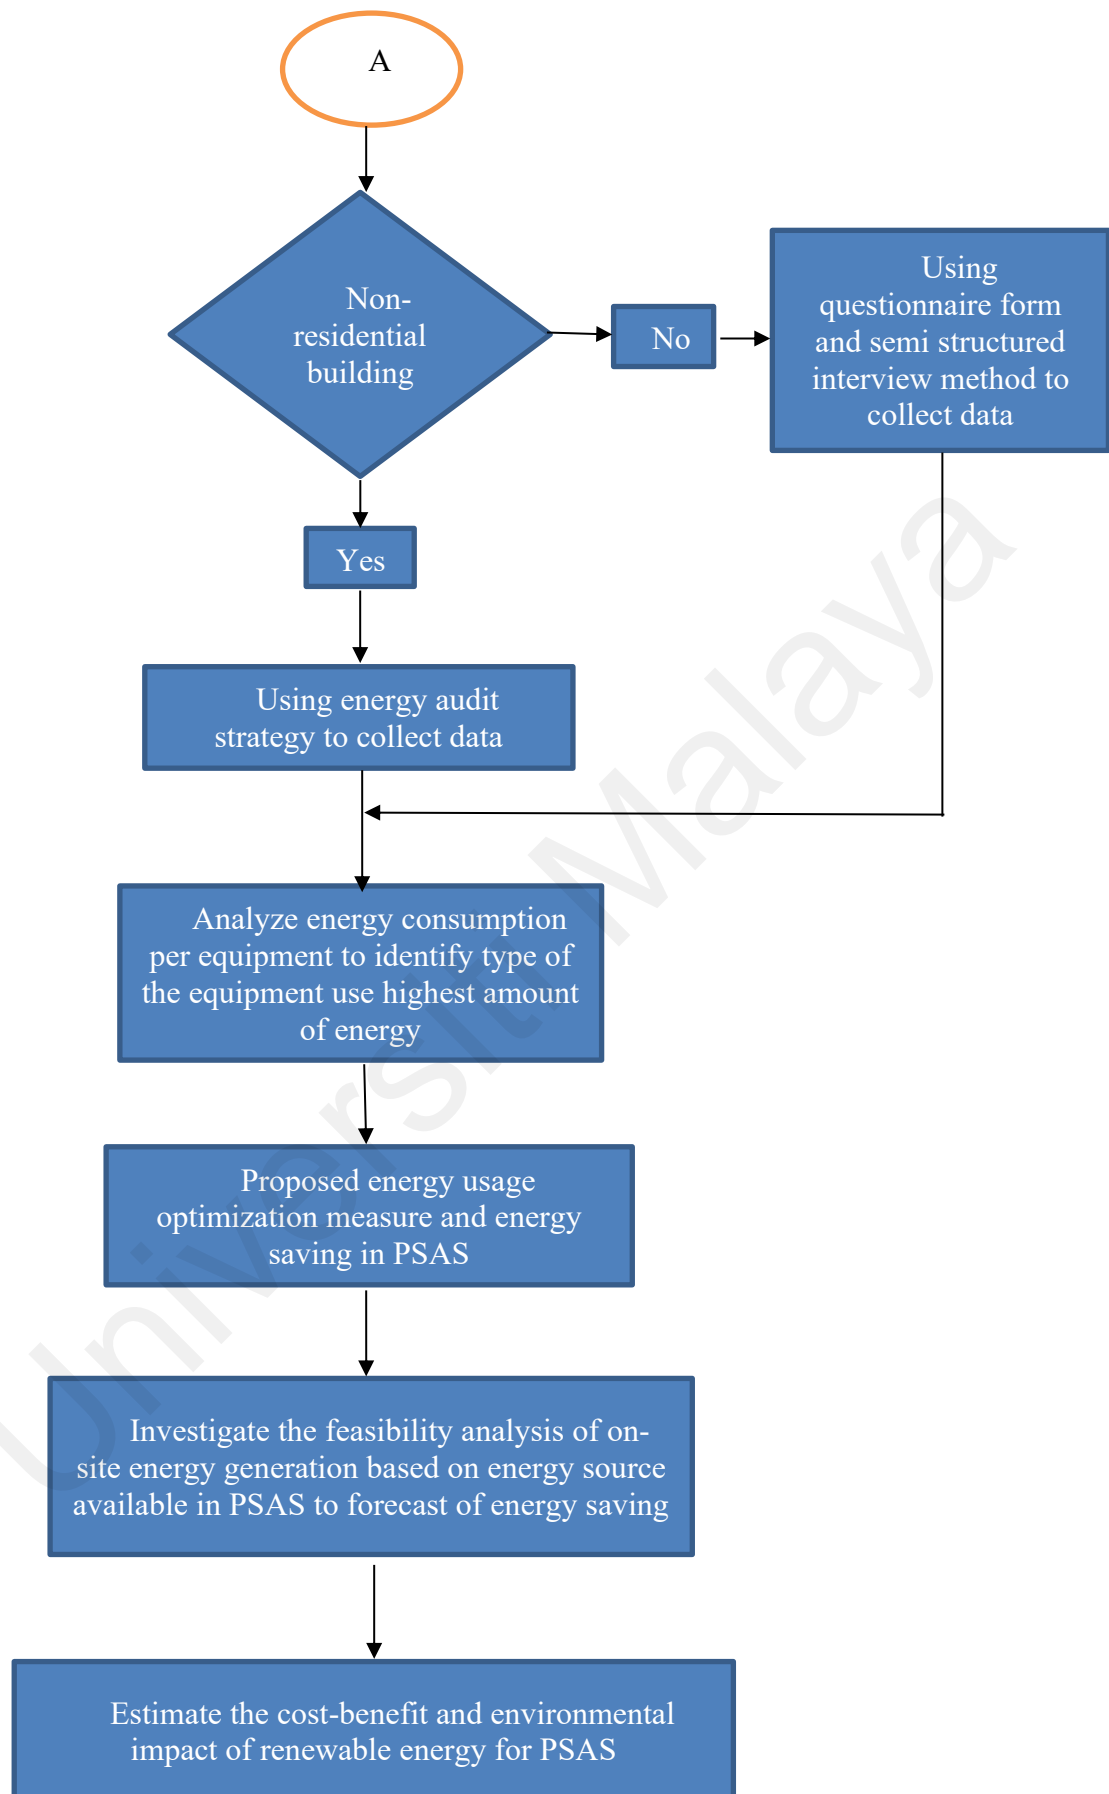 A
Non-
residential
building
No
Using
questionnaire form
and semi structured
interview method to
collect data
Yes
Using energy audit
strategy to collect data
Analyze energy consumption
per equipment to identify type of
the equipment use highest amount
of energy
Proposed energy usage
optimization measure and energy
saving in PSAS
Investigate the feasibility analysis of on-
site energy generation based on energy source
available in PSAS to forecast of energy saving
Estimate the cost-benefit and environmental
impact of renewable energy for PSAS
Universiti Malaya